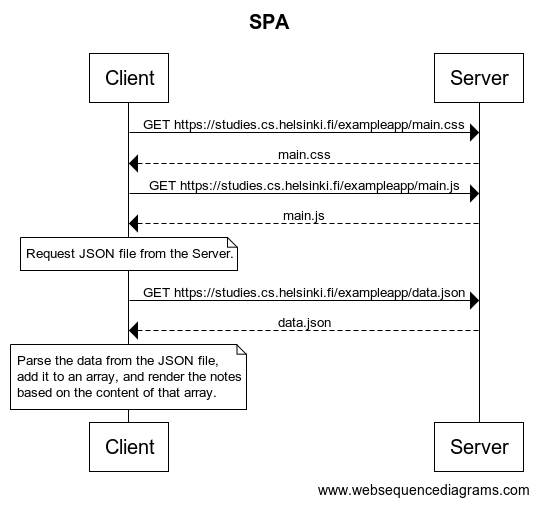 SPA
Client
Server
GET https://studies.cs.helsinki.fi/exampleapp/main.css
main.css
GET https://studies.cs.helsinki.fi/exampleapp/main.js
main.js
Request JSON file from the Server.
GET https://studies.cs.helsinki.fi/exampleapp/data.json
data.json
Parse the data from the JSON file,
add it to an array, and render the notes
based on the content of that array.
Client
Server
www.websequencediagrams.com